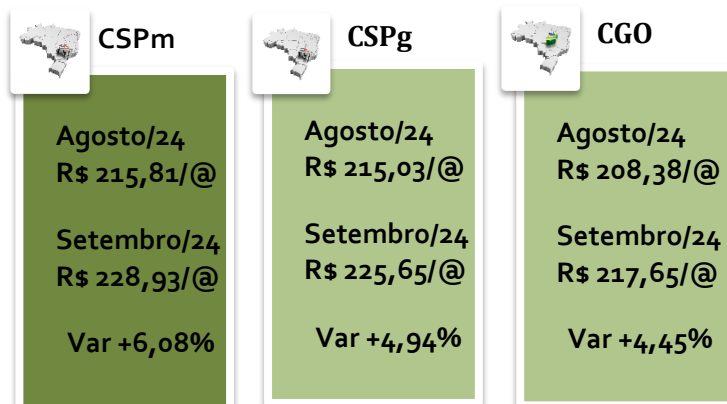 CSPm
Agosto/24
R$ 215,81/@
Setembro/24
R$ 228,93/@
Var +6,08%
CSPg
Agosto/24
R$ 215,03/@
Setembro/24
R$ 225,65/@
Var +4,94%
CGO
Agosto/24
R$ 208,38/@
Setembro/24
R$ 217,65/@
Var +4,45%